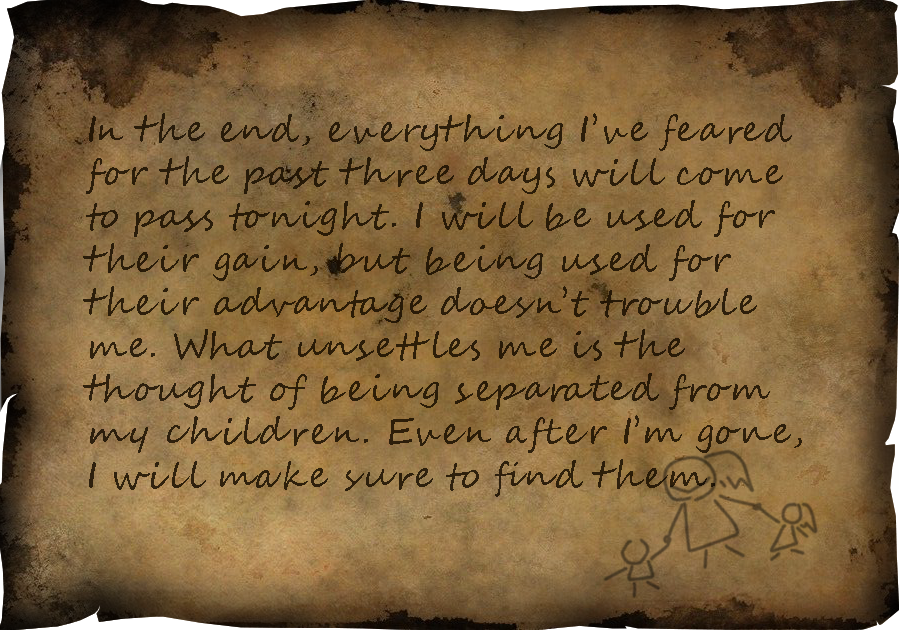 In the end, everything I've feared
for the past three days will come
to pass tonight. I will be used for
their gain, but being used for
their advantage doesn't trouble
me. What unsettles me is the
thought of being separated from
my children. Even after I'm gone,
I will make sure to find them.